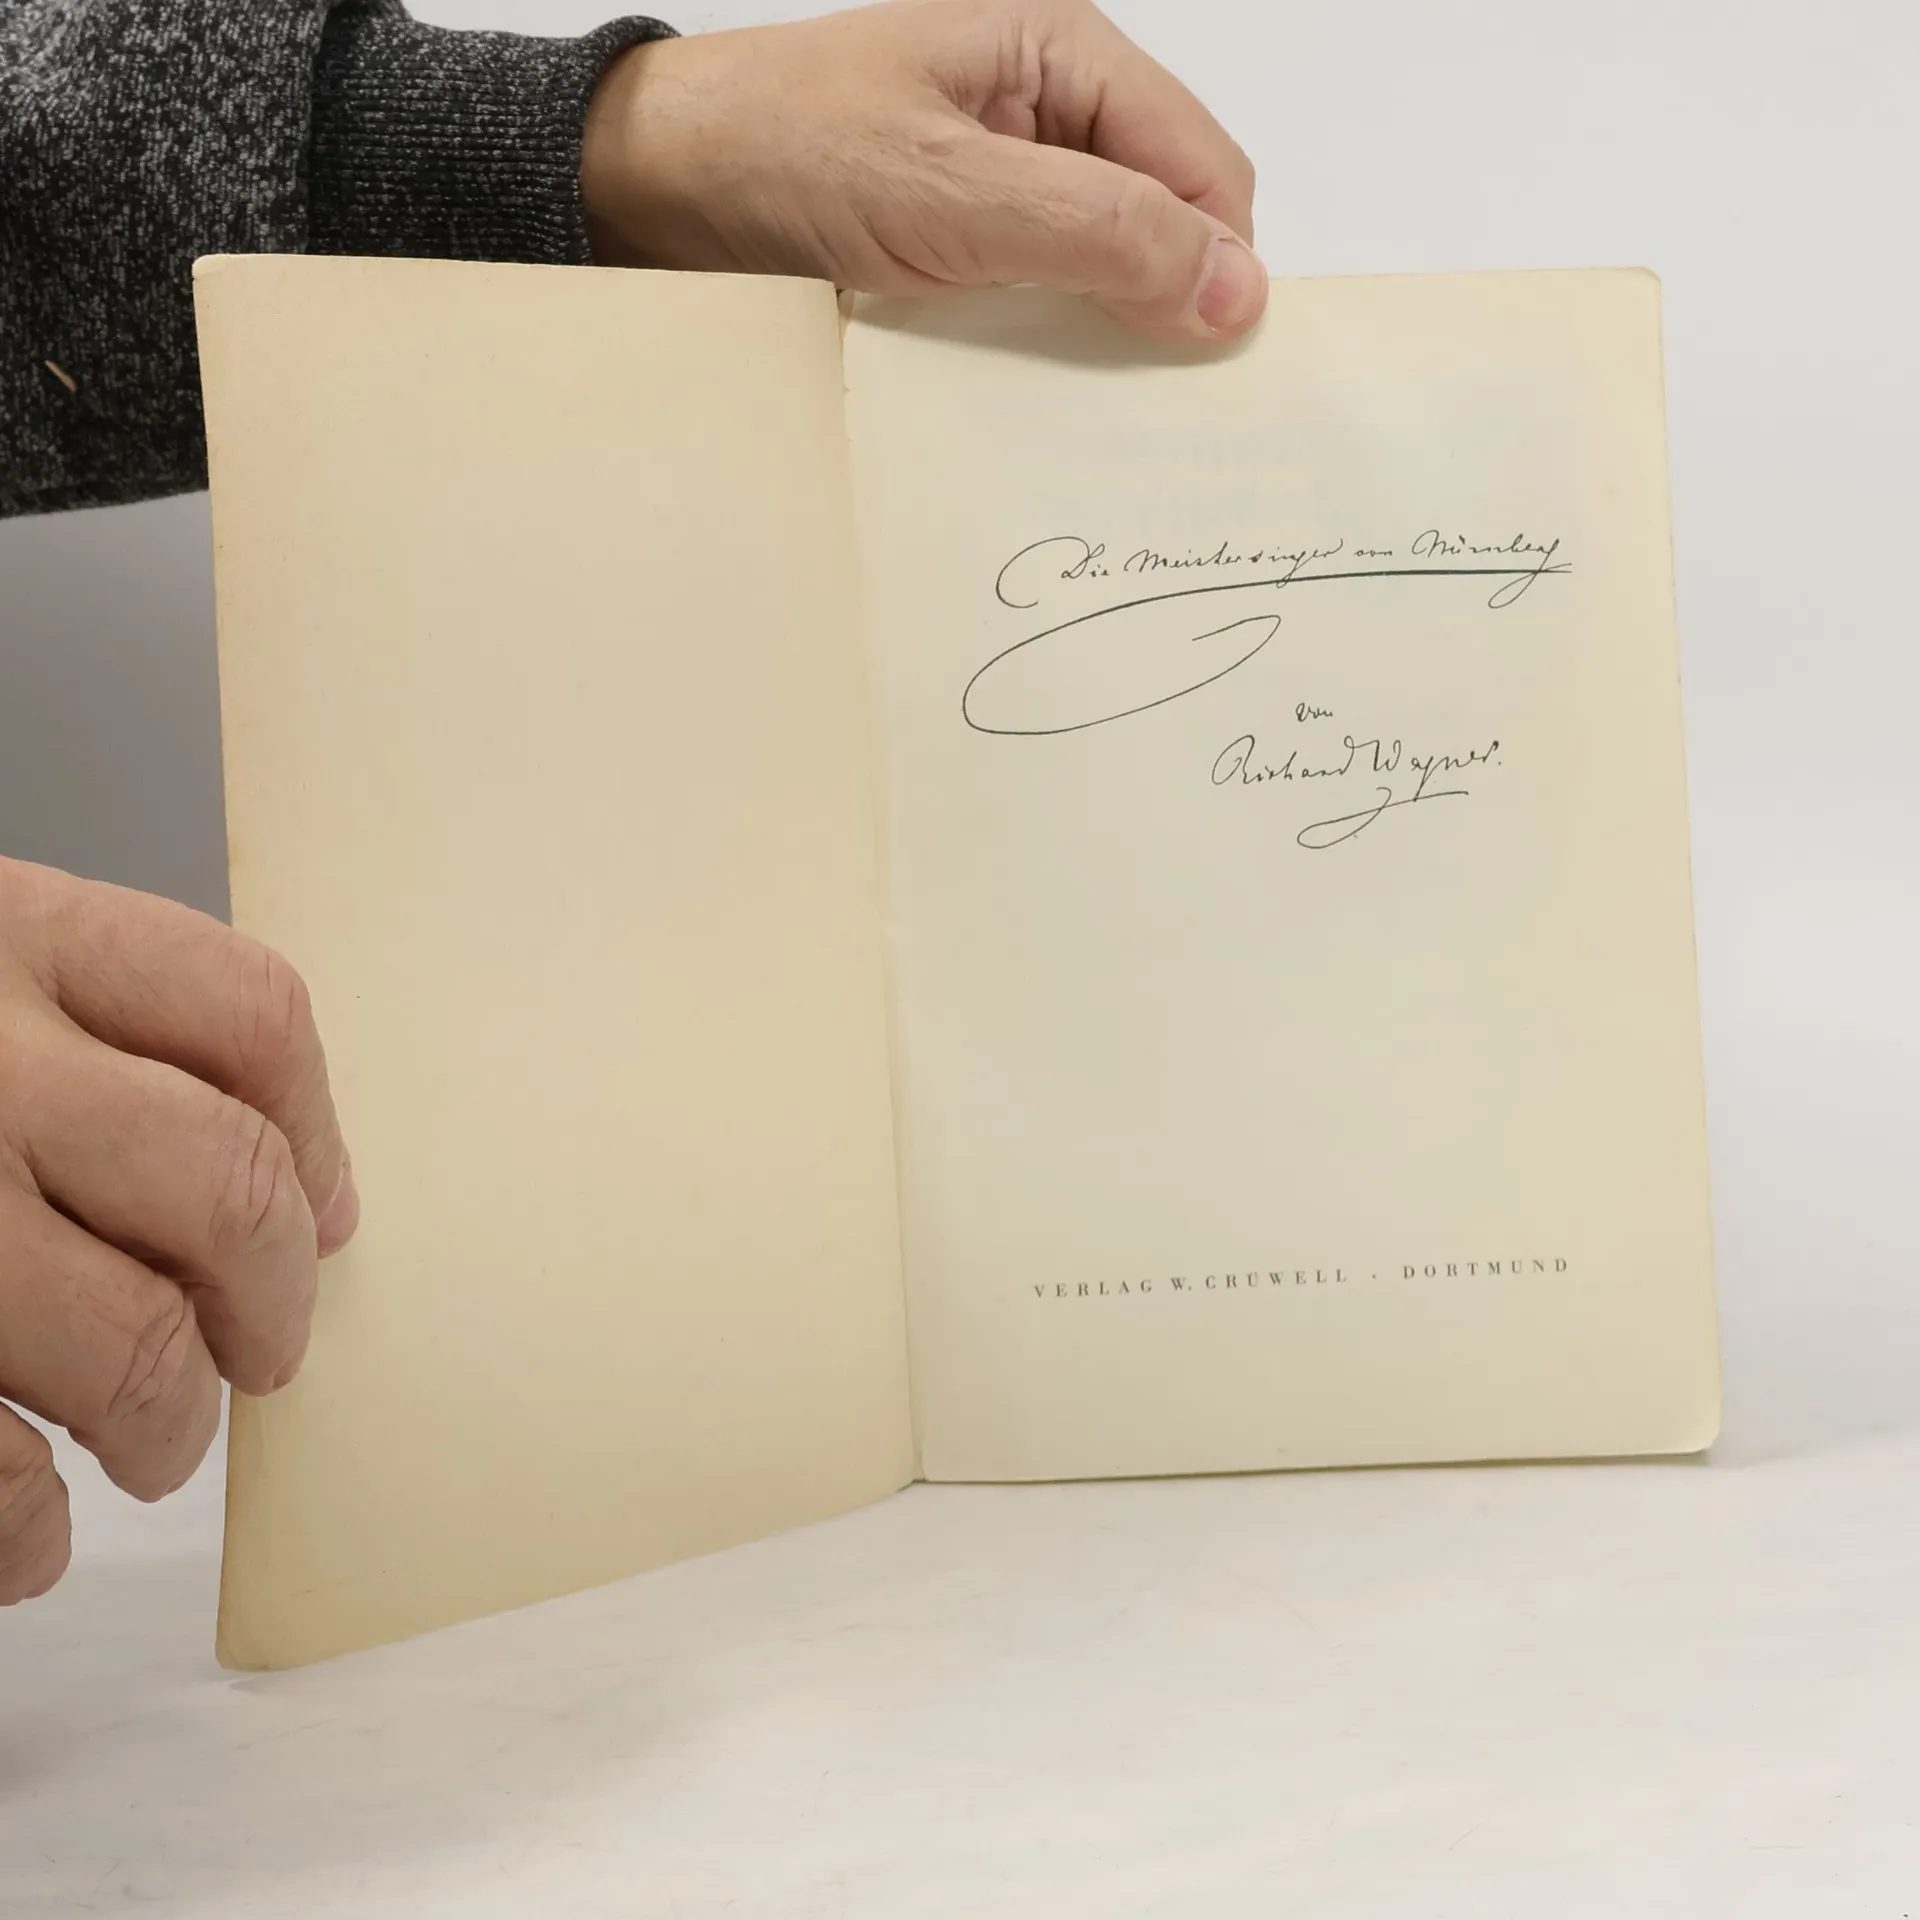 Die Meistersinger von Nürnberg
von
Richard Wagner.
VERLAG W. CRÜWELL . DORTMUND